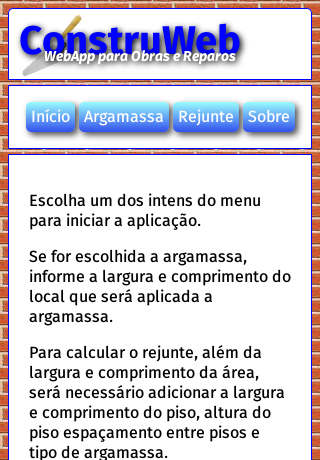 ConstruWeb
WebApp para Obras e Reparos
Início Argamassa Rejunte Sobre
Escolha um dos intens do menu
para iniciar a aplicação.
Se for escolhida a argamassa,
informe a largura e comprimento do
local que será aplicada a
argamassa.
Para calcular o rejunte, além da
largura e comprimento da área,
será necessário adicionar a largura
e comprimento do piso, altura do
piso espaçamento entre pisos e
tipo de argamassa.